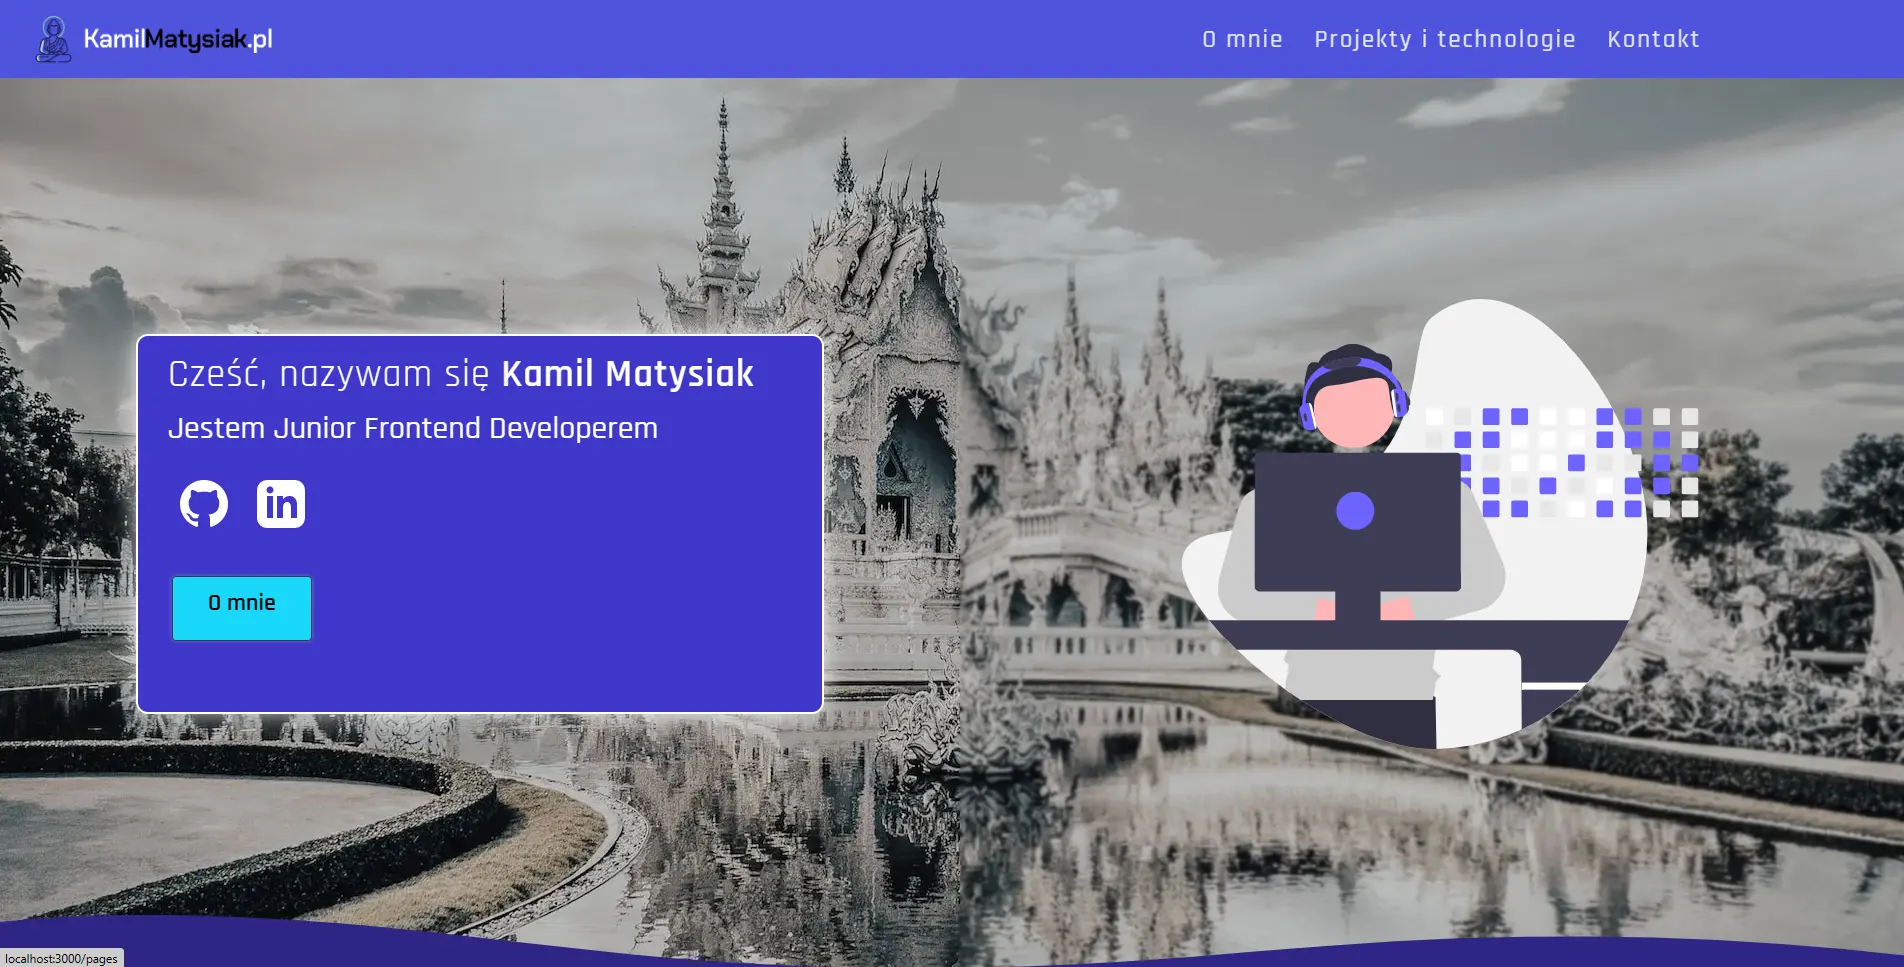 KamilMatysiak.pl
O mnie Projekty i technologie Kontakt
Cześć, nazywam się Kamil Matysiak
Jestem Junior Frontend Developerem
in
O mnie
localhost:3000/pages